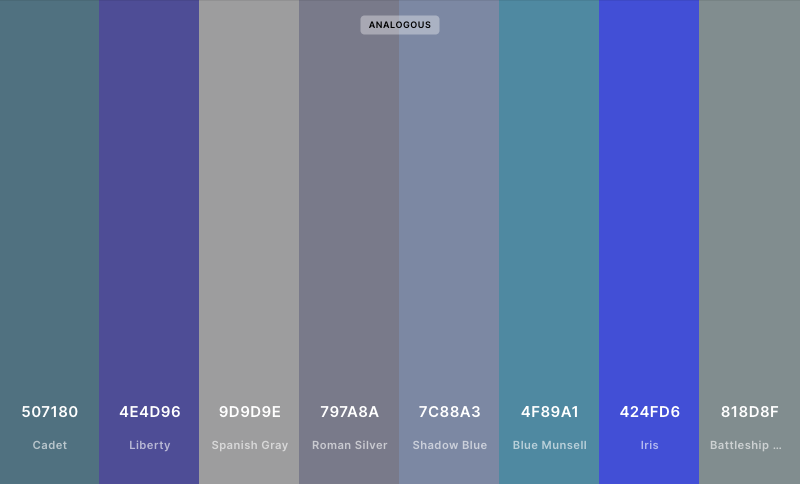 ANALOGOUS
507180 4E4D96 9D9D9E 797A8A 7C88A3 4F89A1 424FD6 818D8F
Cadet Liberty Spanish Gray Roman Silver Shadow Blue Blue Munsell Iris Battleship ...